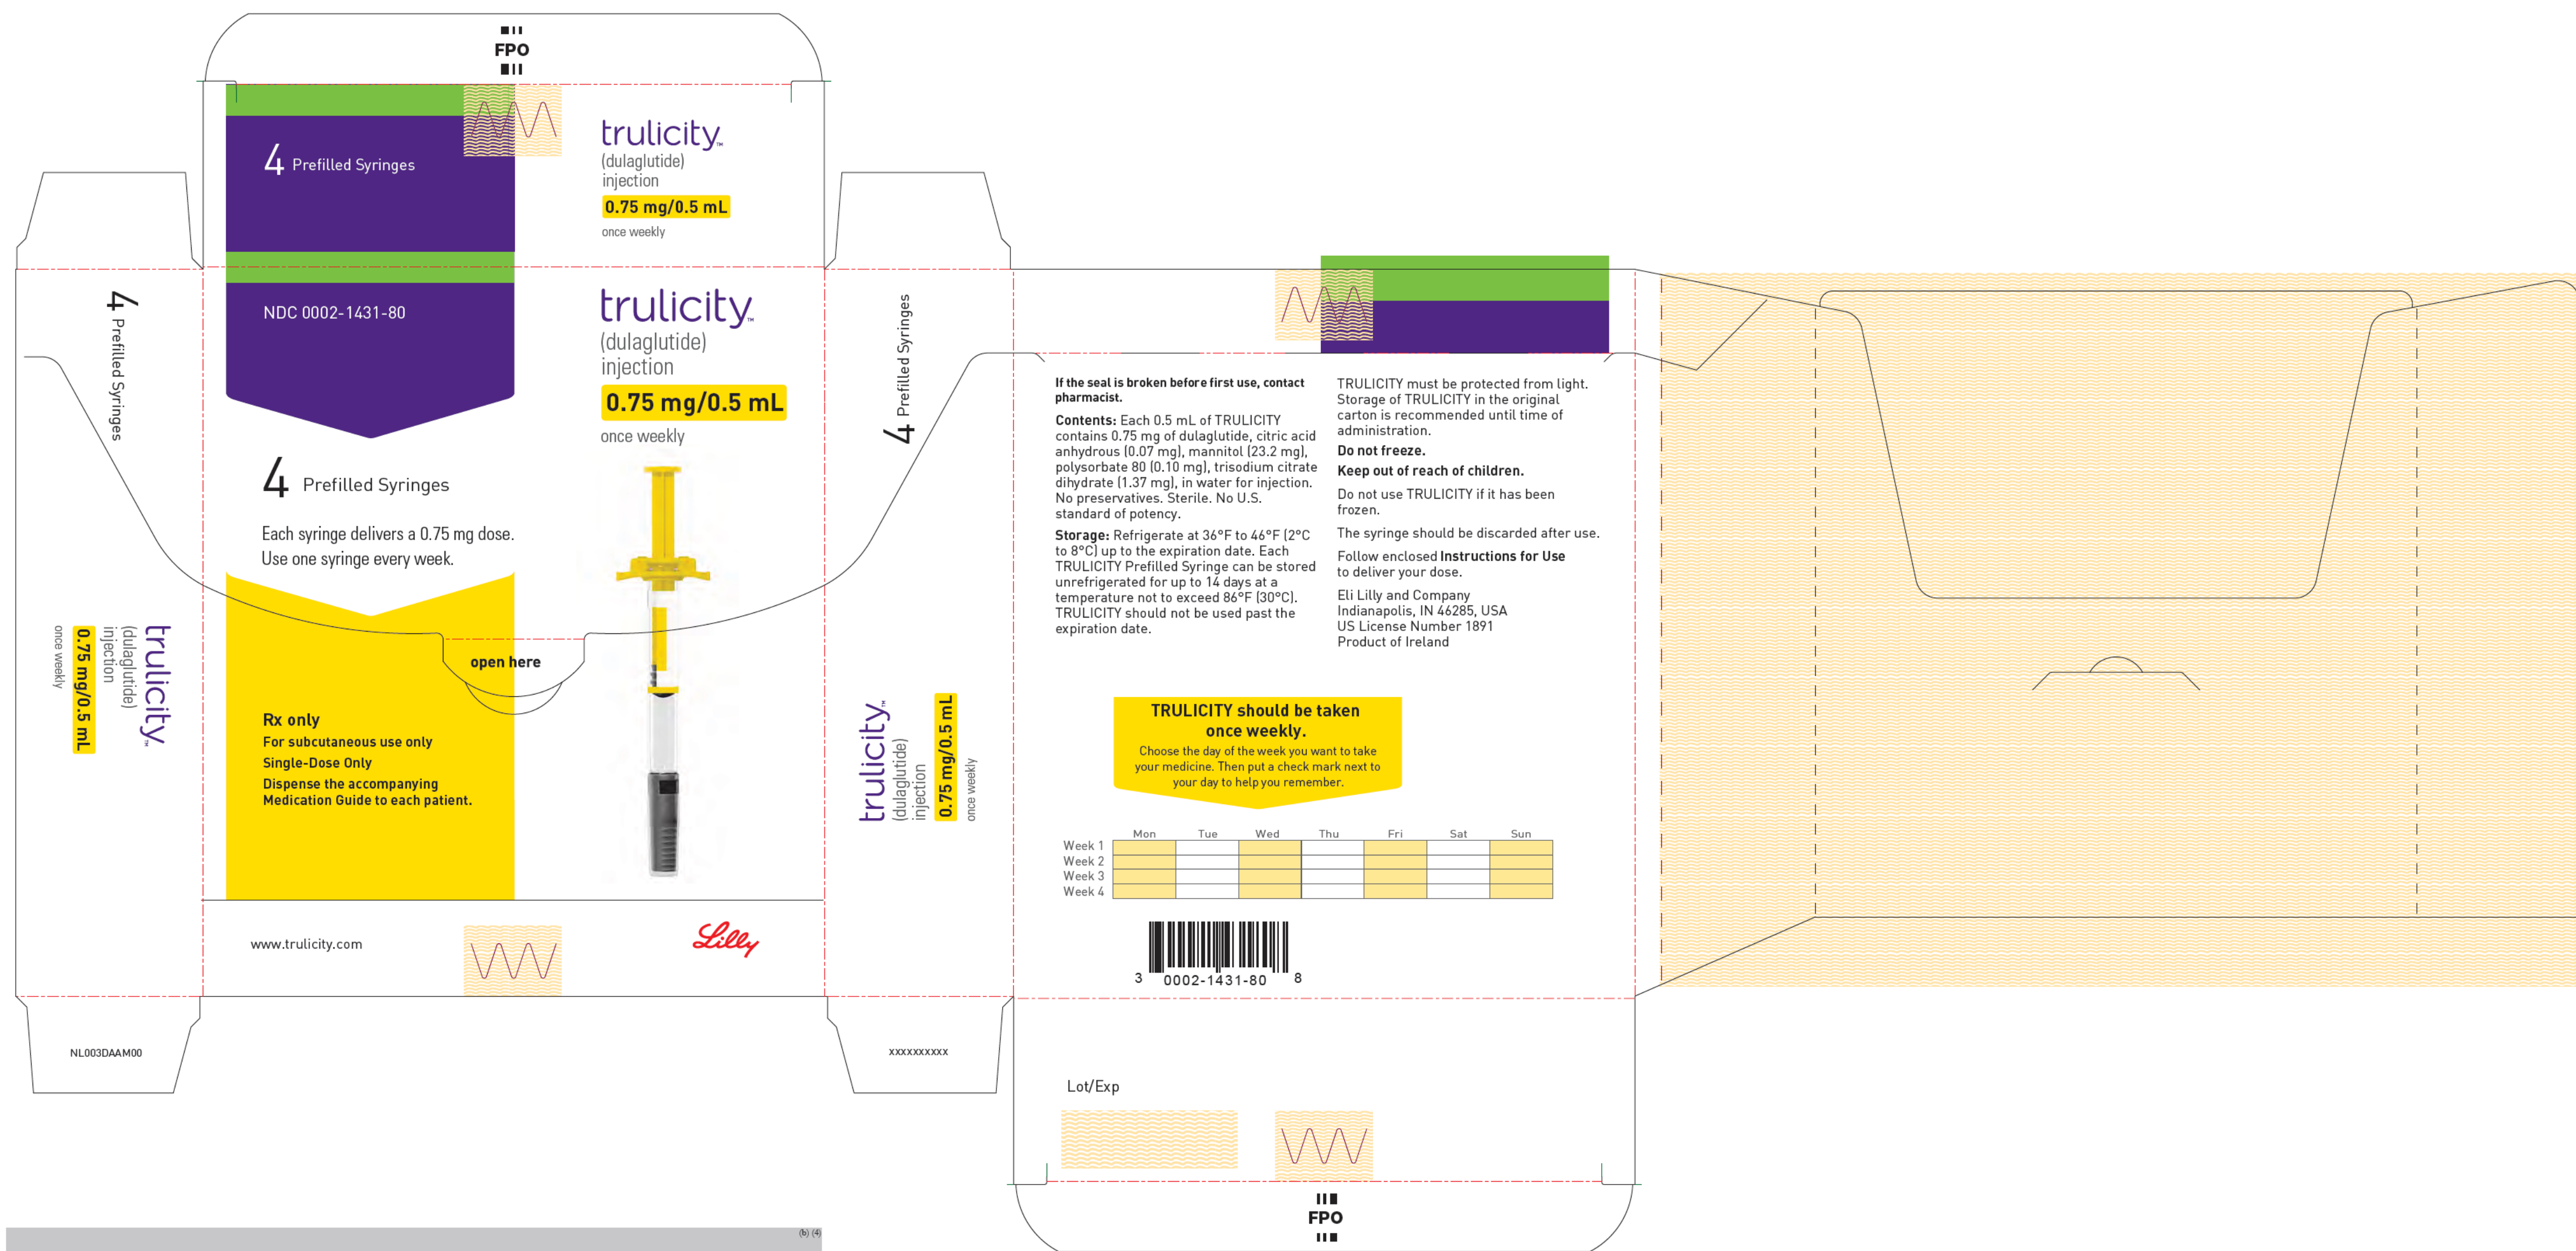 FPO
4 Prefilled Syringes
trulicity™
(dulaglutide)
injection
0.75 mg/0.5 mL
once weekly
4 Prefilled Syringes
trulicity™
(dulaglutide)
injection
0.75 mg/0.5 mL
once weekly
NDC 0002-1431-80
trulicity™
(dulaglutide)
injection
0.75 mg/0.5 mL
once weekly
4 Prefilled Syringes
Each syringe delivers a 0.75 mg dose.
Use one syringe every week.
open here
Rx only
For subcutaneous use only
Single-Dose Only
Dispense the accompanying
Medication Guide to each patient.
www.trulicity.com
Lilly
4 Prefilled Syringes
trulicity™
(dulaglutide)
injection
0.75 mg/0.5 mL
once weekly
If the seal is broken before first use, contact
pharmacist.
Contents: Each 0.5 mL of TRULICITY
contains 0.75 mg of dulaglutide, citric acid
anhydrous (0.07 mg), mannitol (23.2 mg),
polysorbate 80 (0.10 mg), trisodium citrate
dihydrate (1.37 mg), in water for injection.
No preservatives. Sterile. No U.S.
standard of potency.
Storage: Refrigerate at 36°F to 46°F (2°C
to 8°C) up to the expiration date. Each
TRULICITY Prefilled Syringe can be stored
unrefrigerated for up to 14 days at a
temperature not to exceed 86°F (30°C).
TRULICITY should not be used past the
expiration date.
TRULICITY must be protected from light.
Storage of TRULICITY in the original
carton is recommended until time of
administration.
Do not freeze.
Keep out of reach of children.
Do not use TRULICITY if it has been
frozen.
The syringe should be discarded after use.
Follow enclosed Instructions for Use
to deliver your dose.
Eli Lilly and Company
Indianapolis, IN 46285, USA
US License Number 1891
Product of Ireland
TRULICITY should be taken
once weekly.
Choose the day of the week you want to take
your medicine. Then put a check mark next to
your day to help you remember.
Mon Tue Wed Thu Fri Sat Sun
Week 1
Week 2
Week 3
Week 4
3 0002-1431-80 8
NL003DAAM00
xxxxxxxxxx
Lot/Exp
FPO
(b) (4)